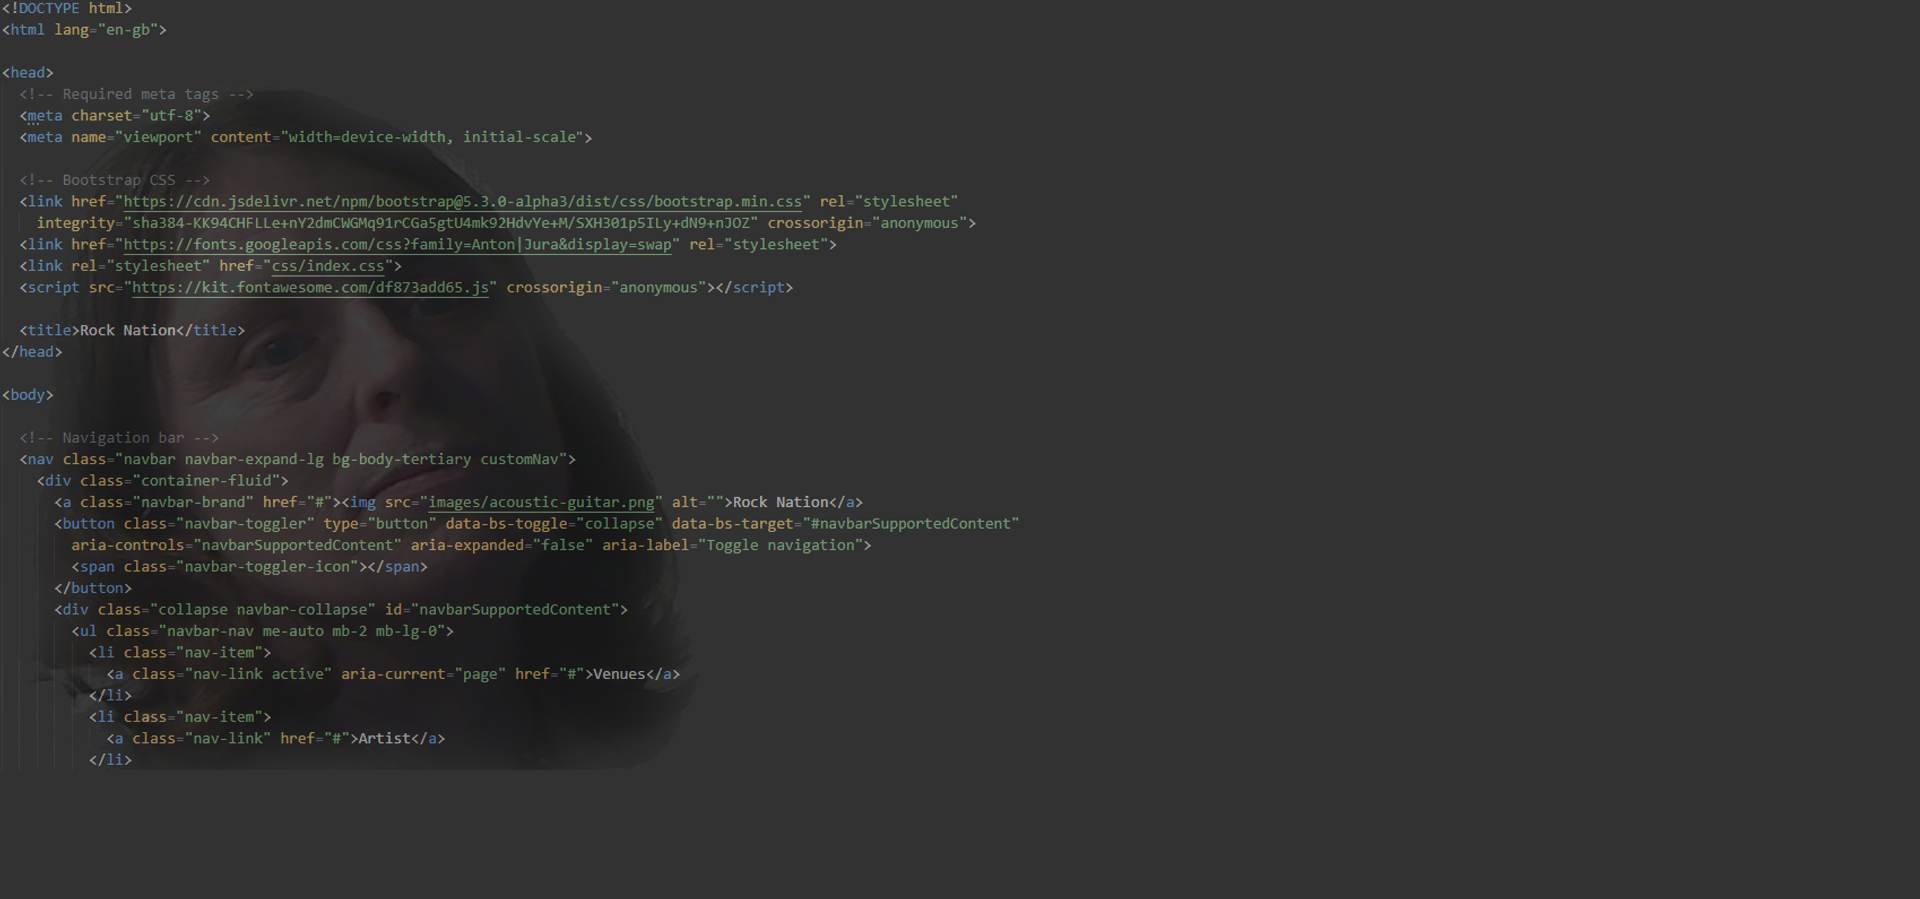 <!DOCTYPE html>
<html lang="en-gb">
<head>
<!-- Required meta tags -->
<meta charset="utf-8">
<meta name="viewport" content="width=device-width, initial-scale">
<!-- Bootstrap CSS -->
<link href="https://cdn.jsdelivr.net/npm/bootstrap@5.3.0-alpha3/dist/css/bootstrap.min.css" rel="stylesheet"
integrity="sha384-KK94CHFLLe+nY2dmCWGMq91rCGa5gtU4mk92HdvYe+M/SXH301p5ILy+dN9+nJOZ" crossorigin="anonymous">
<link href="https://fonts.googleapis.com/css?family=Anton|Jura&display=swap" rel="stylesheet">
<link rel="stylesheet" href="css/index.css">
<script src="https://kit.fontawesome.com/df873add65.js" crossorigin="anonymous"></script>
<title>Rock Nation</title>
</head>
<body>
<!-- Navigation bar -->
<nav class="navbar navbar-expand-lg bg-body-tertiary customNav">
<div class="container-fluid">
<a class="navbar-brand" href="#"><img src="images/acoustic-guitar.png" alt="">Rock Nation</a>
<button class="navbar-toggler" type="button" data-bs-toggle="collapse" data-bs-target="#navbarSupportedContent"
aria-controls="navbarSupportedContent" aria-expanded="false" aria-label="Toggle navigation">
<span class="navbar-toggler-icon"></span>
</button>
<div class="collapse navbar-collapse" id="navbarSupportedContent">
<ul class="navbar-nav me-auto mb-2 mb-lg-0">
<li class="nav-item">
<a class="nav-link active" aria-current="page" href="#">Venues</a>
</li>
<li class="nav-item">
<a class="nav-link" href="#">Artist</a>
</li>